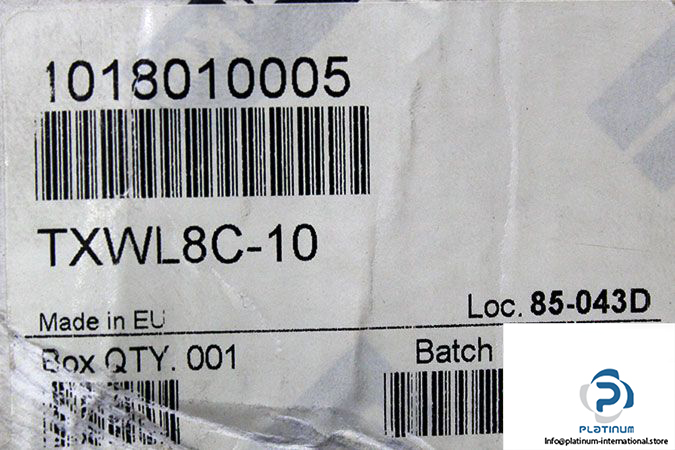 1018010005
TXWL8C-10
Made in EU
Loc. 85-043D
Box QTY. 001
Batch
PLATINUM
Info@platinum-international.store